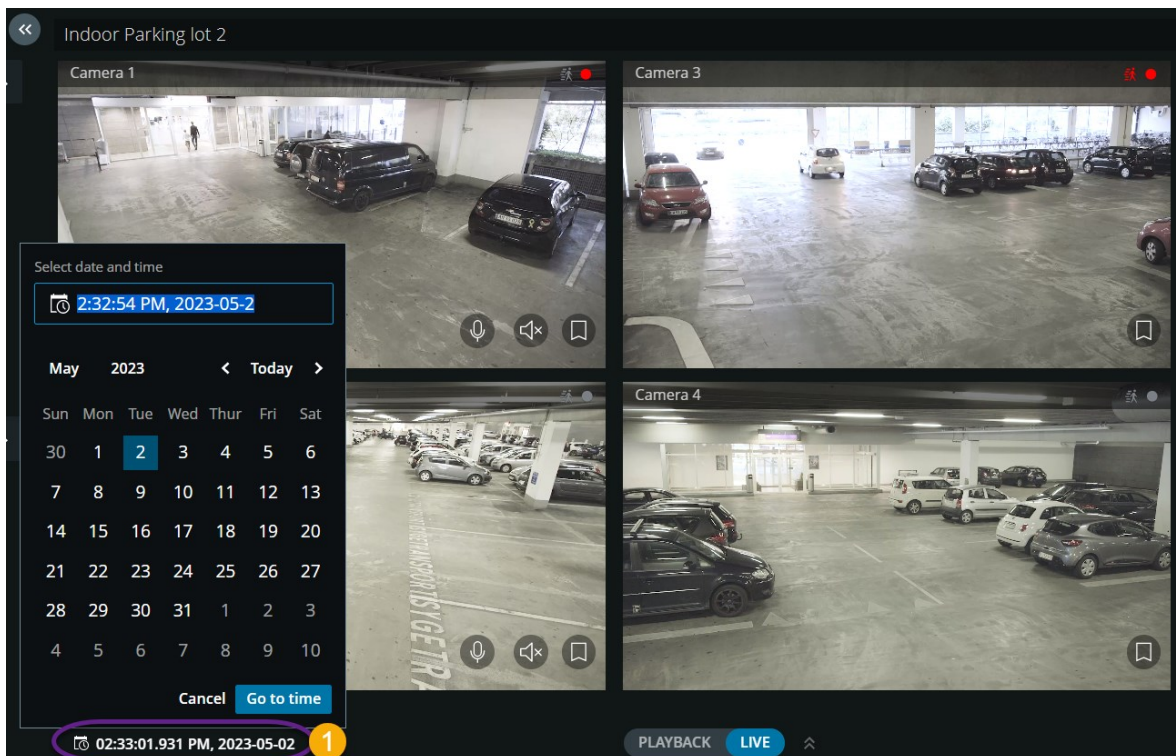 Indoor Parking lot 2
Camera 1
Camera 3
Select date and time
2:32:54 PM, 2023-05-2
May 2023 < Today >
Sun Mon Tue Wed Thur Fri Sat
30 1 2 3 4 5 6
7 8 9 10 11 12 13
14 15 16 17 18 19 20
21 22 23 24 25 26 27
28 29 30 31 1 2 3
4 5 6 7 8 9 10
Cancel Go to time
Camera 4
02:33:01.931 PM, 2023-05-02 1
PLAYBACK LIVE